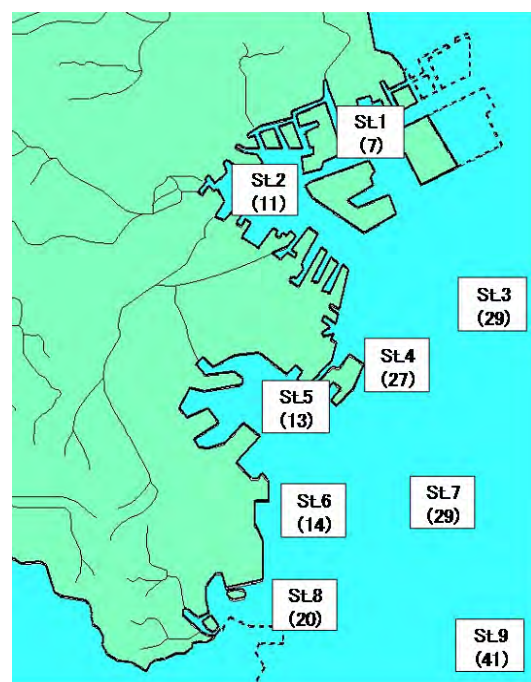 St.1
(7)
St.2
(11)
St.3
(29)
St.4
(27)
St.5
(13)
St.6
(14)
St.7
(29)
St.8
(20)
St.9
(41)